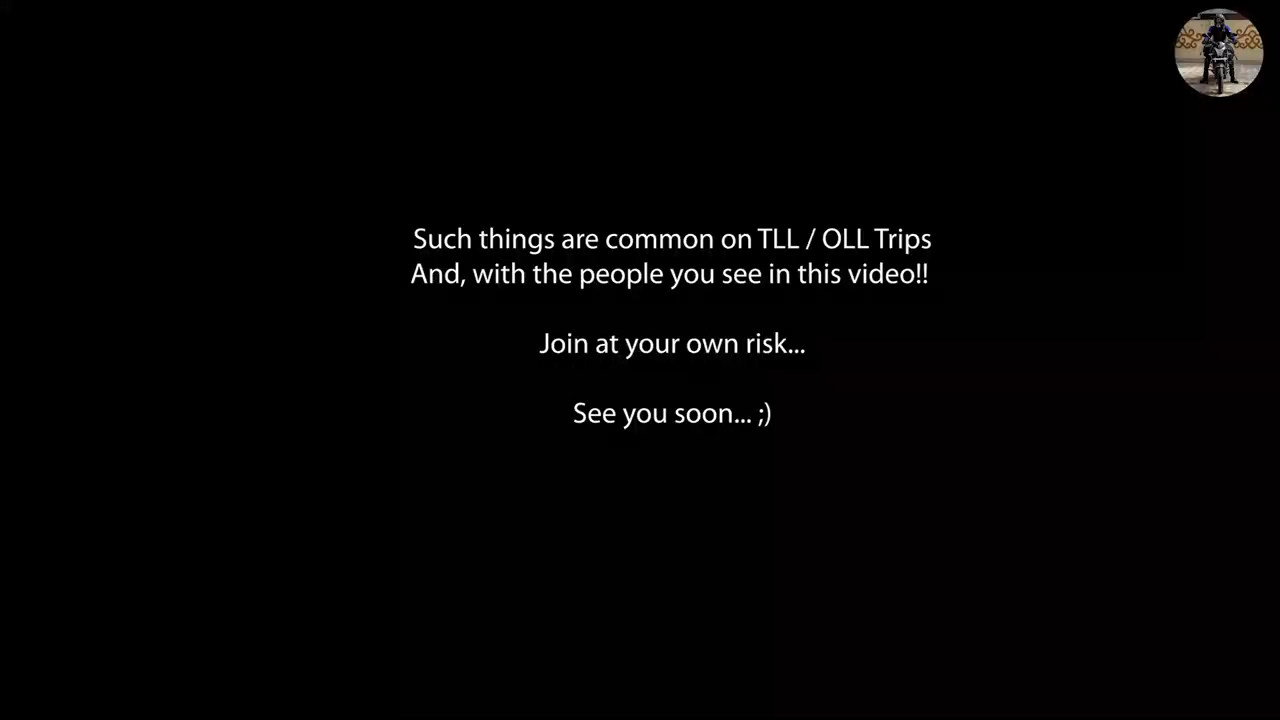 Such things are common on TLL / OLL Trips
And, with the people you see in this video!!
Join at your own risk...
See you soon... ;)